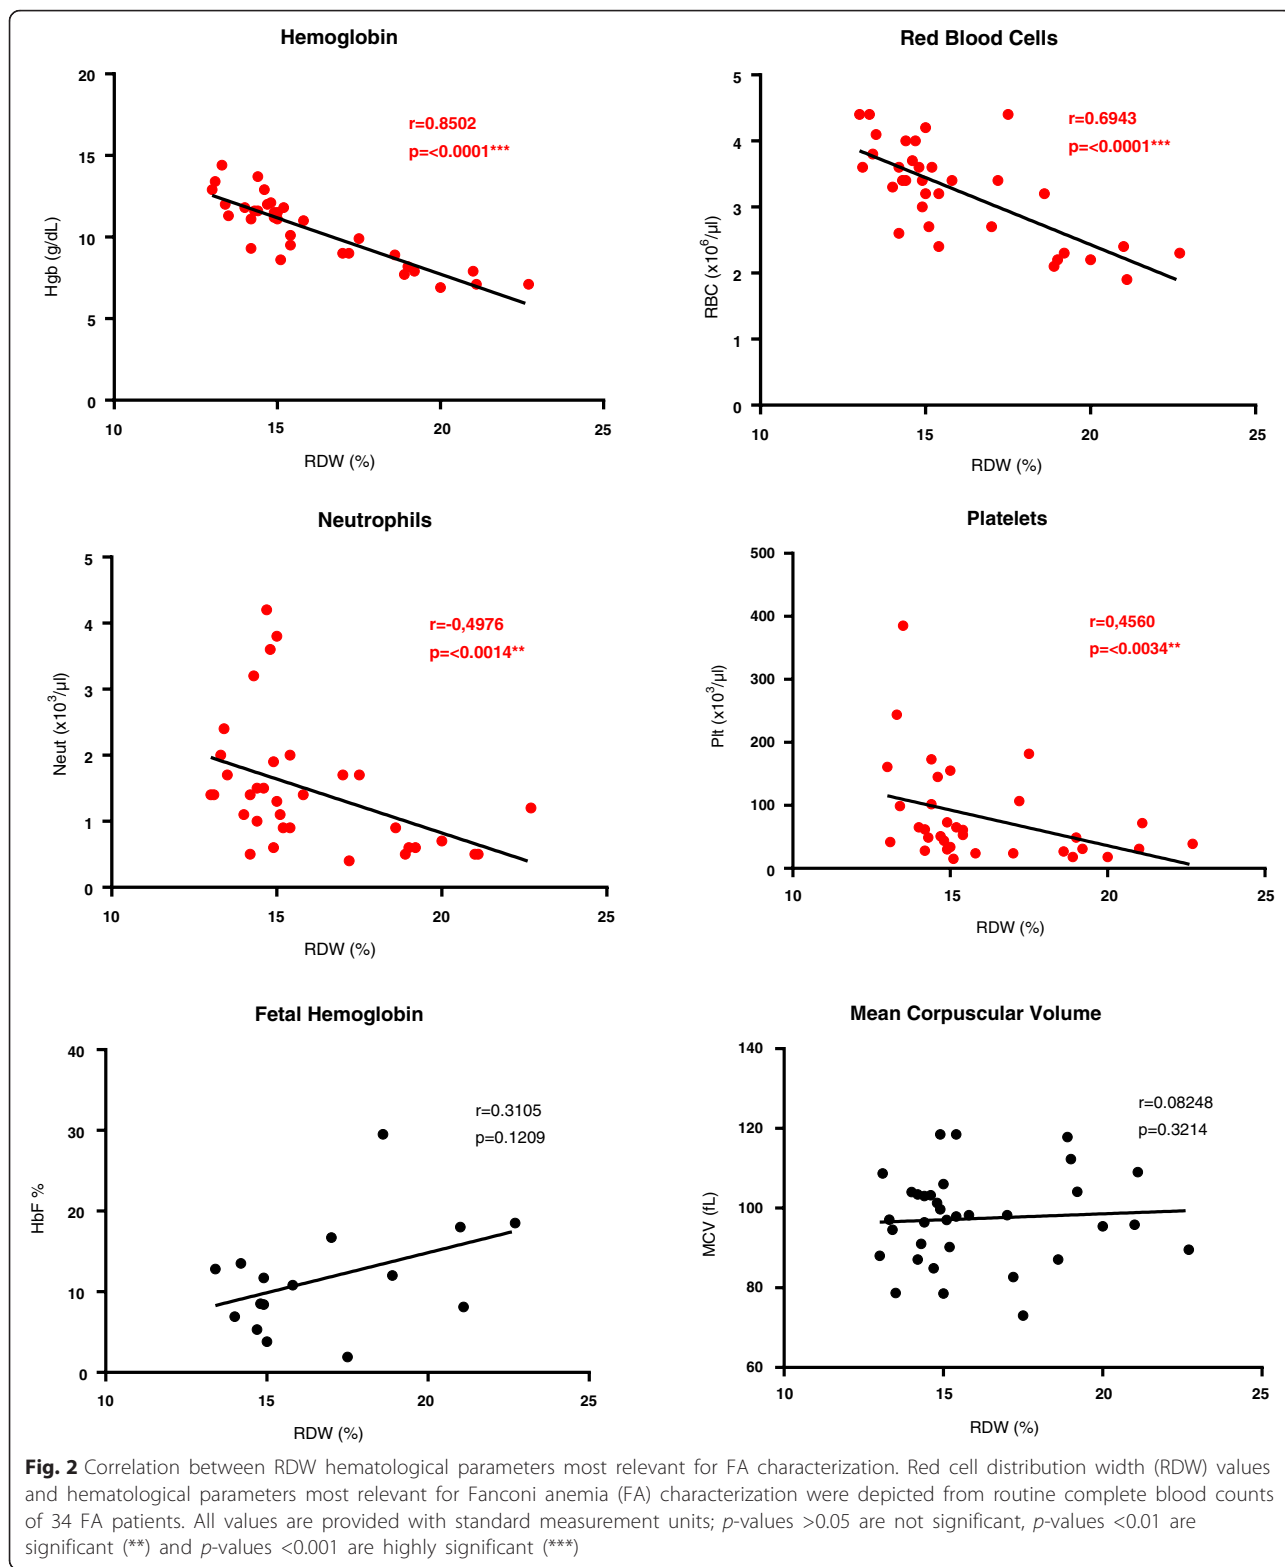 Hemoglobin
20
15
10
5
0
Hgb (g/dL)
r=0.8502
p=<0.0001***
10 15 20 25
RDW (%)
Red Blood Cells
5
4
3
2
1
0
RBC (x10⁶/µl)
r=0.6943
p=<0.0001***
10 15 20 25
RDW (%)
Neutrophils
5
4
3
2
1
0
Neut (x10³/µl)
r=-0,4976
p=<0.0014**
10 15 20 25
RDW (%)
Platelets
500
400
300
200
100
0
Plt (x10³/µl)
r=0,4560
p=<0.0034**
10 15 20 25
RDW (%)
Fetal Hemoglobin
40
30
20
10
0
HbF %
r=0.3105
p=0.1209
10 15 20 25
RDW (%)
Mean Corpuscular Volume
140
120
100
80
60
MCV (fL)
r=0.08248
p=0.3214
10 15 20 25
RDW (%)
Fig. 2 Correlation between RDW hematological parameters most relevant for FA characterization. Red cell distribution width (RDW) values
and hematological parameters most relevant for Fanconi anemia (FA) characterization were depicted from routine complete blood counts
of 34 FA patients. All values are provided with standard measurement units; p-values >0.05 are not significant, p-values <0.01 are
significant (**) and p-values <0.001 are highly significant (***)